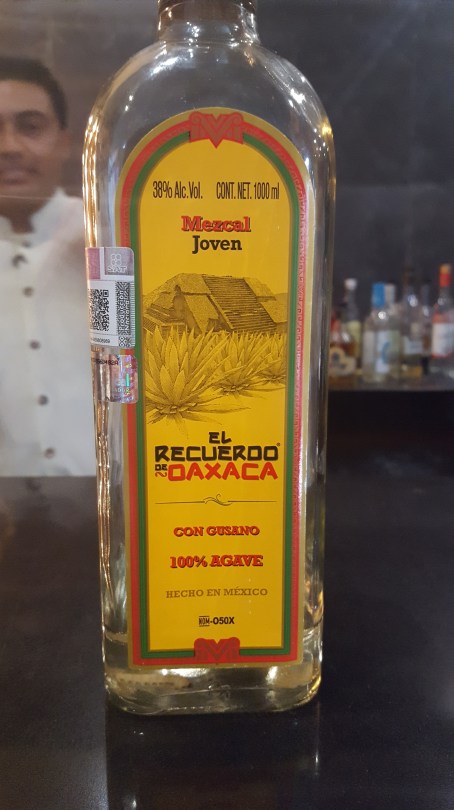 38% Alc. Vol. CONT. NET. 1000 ml
Mezcal
Joven
EL
RECUERDO
DE OAXACA
CON GUSANO
100% AGAVE
HECHO EN MÉXICO
NOM-O50X